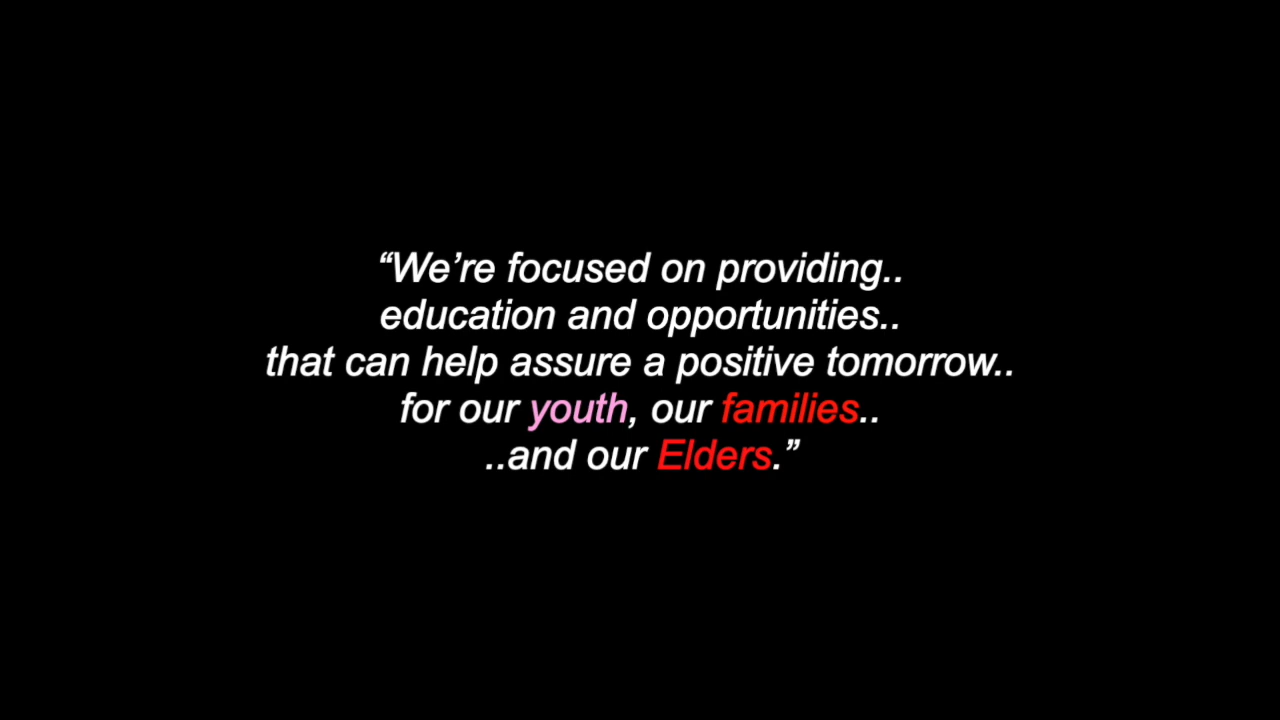 “We’re focused on providing..
education and opportunities..
that can help assure a positive tomorrow..
for our youth, our families..
..and our Elders.”